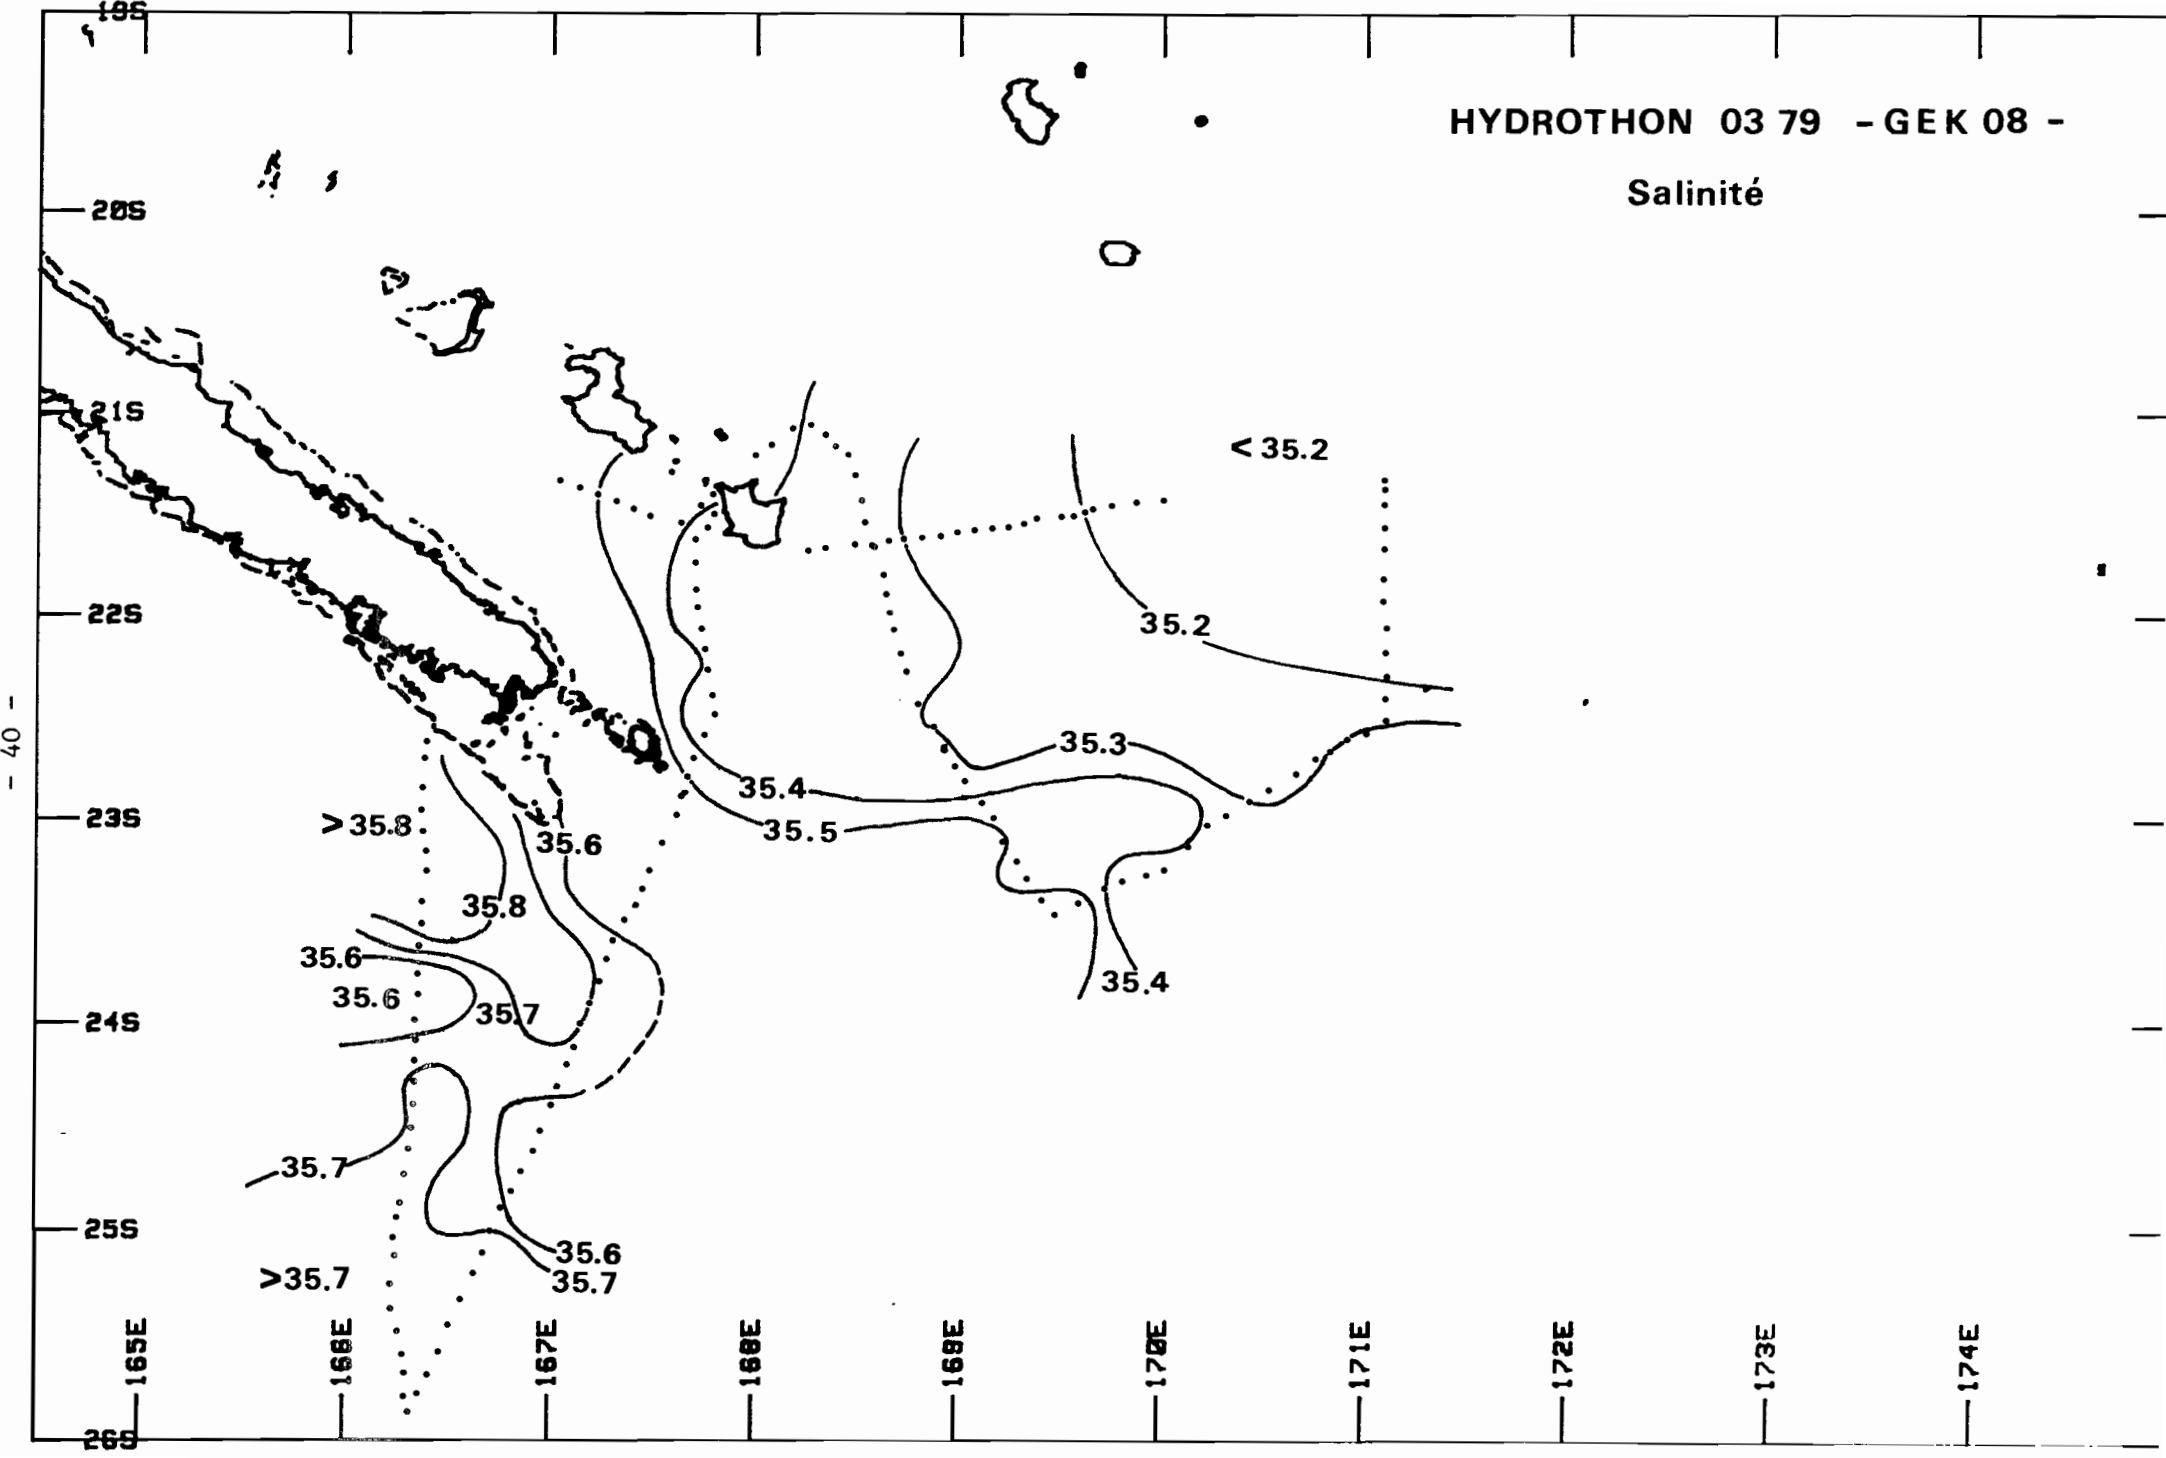 19S
HYDROTHON 03 79 - GEK 08 -
Salinité
20S
21S
< 35.2
22S
35.2
- 40 -
35.3
35.4
23S
> 35.8
35.5
35.6
35.8
35.6
35.4
35.6
35.7
24S
35.7
25S
35.6
>35.7
35.7
165E
166E
167E
168E
169E
170E
171E
172E
173E
174E
26S